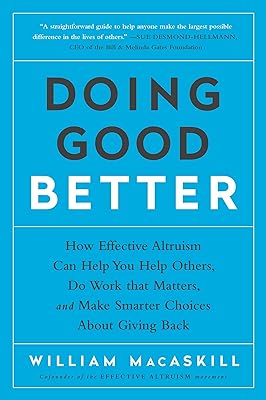 "A straightforward guide to help anyone make the largest possible
difference in the lives of others."—SUE DESMOND-HELLMANN,
CEO of the Bill & Melinda Gates Foundation
DOING
GOOD
BETTER
How Effective Altruism
Can Help You Help Others,
Do Work that Matters,
and Make Smarter Choices
About Giving Back
WILLIAM MACASKILL
Cofounder of the EFFECTIVE ALTRUISM movement